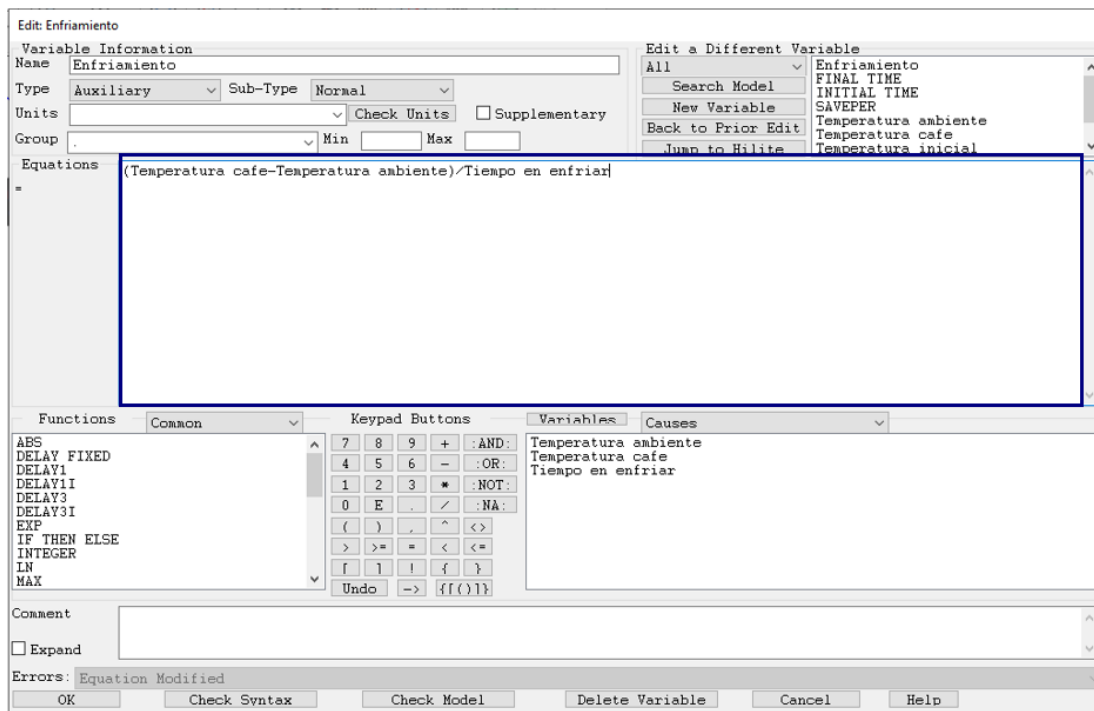 Edit: Enfriamiento
Variable Information
Name Enfriamiento
Type Auxiliary Sub-Type Normal
Units Check Units Supplementary
Group . Min Max
Edit a Different Variable
All
Search Model
New Variable
Back to Prior Edit
Jump to Hilite
Enfriamiento
FINAL TIME
INITIAL TIME
SAVEPER
Temperatura ambiente
Temperatura cafe
Temperatura inicial
Equations
=
(Temperatura cafe-Temperatura ambiente)/Tiempo en enfriar
Functions Common
ABS
DELAY FIXED
DELAY1
DELAY1I
DELAY3
DELAY3I
EXP
IF THEN ELSE
INTEGER
LN
MAX
Keypad Buttons
7 8 9 + :AND:
4 5 6 - :OR:
1 2 3 * :NOT:
0 E . / :NA:
( ) , ^ <>
> >= = < <=
[ ] ! { }
Undo -> {[()]}
Variables Causes
Temperatura ambiente
Temperatura cafe
Tiempo en enfriar
Comment
Expand
Errors: Equation Modified
OK Check Syntax Check Model Delete Variable Cancel Help